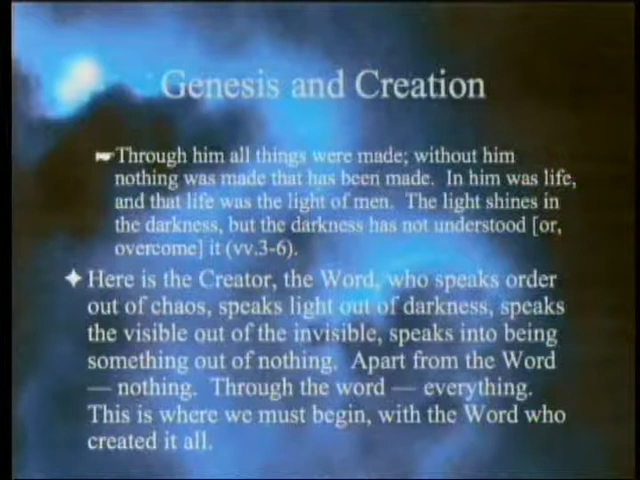 Genesis and Creation
Through him all things were made; without him
nothing was made that has been made. In him was life,
and that life was the light of men. The light shines in
the darkness, but the darkness has not understood [or,
overcome] it (vv.3-6).
Here is the Creator, the Word, who speaks order
out of chaos, speaks light out of darkness, speaks
the visible out of the invisible, speaks into being
something out of nothing. Apart from the Word
— nothing. Through the word — everything.
This is where we must begin, with the Word who
created it all.